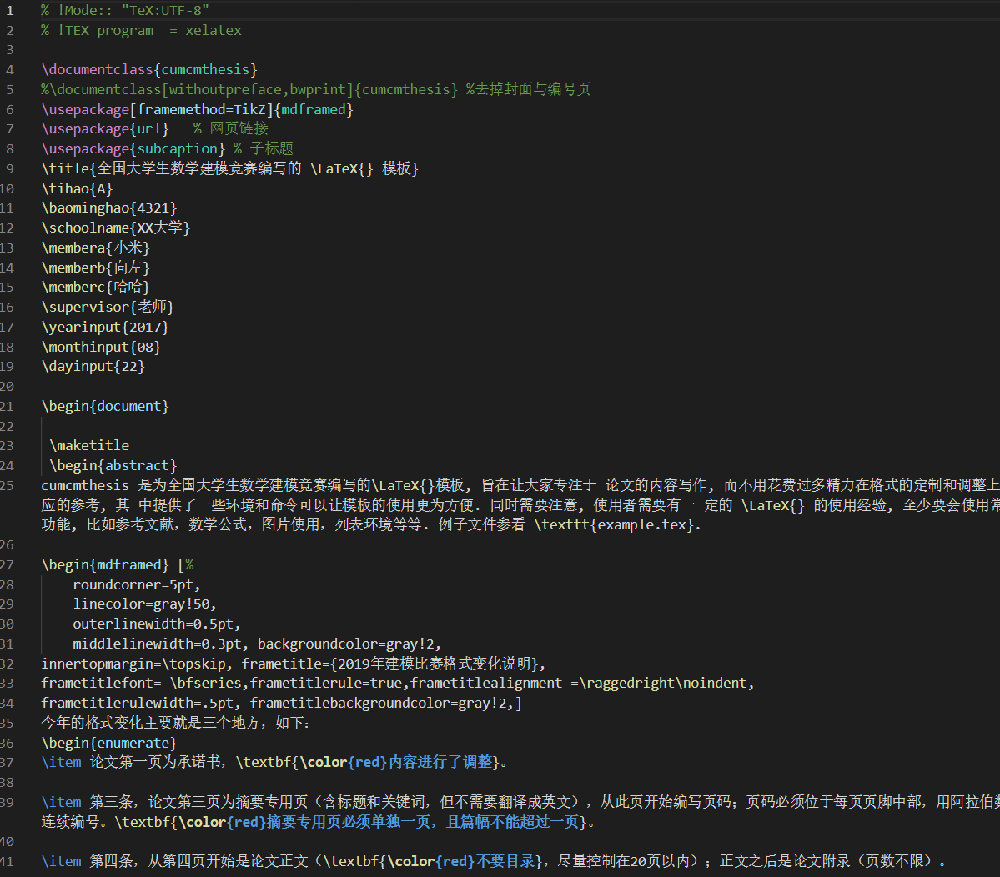 1 % !Mode:: "TeX:UTF-8"
2 % !TEX program  = xelatex
3
4 \documentclass{cumcmthesis}
5 %\documentclass[withoutpreface,bwprint]{cumcmthesis} %去掉封面与编号页
6 \usepackage[framemethod=TikZ]{mdframed}
7 \usepackage{url}   % 网页链接
8 \usepackage{subcaption} % 子标题
9 \title{全国大学生数学建模竞赛编写的 \LaTeX{} 模板}
10 \tihao{A}
11 \baominghao{4321}
12 \schoolname{XX大学}
13 \membera{小米}
14 \memberb{向左}
15 \memberc{哈哈}
16 \supervisor{老师}
17 \yearinput{2017}
18 \monthinput{08}
19 \dayinput{22}
20
21 \begin{document}
22
23  \maketitle
24  \begin{abstract}
25 cumcmthesis 是为全国大学生数学建模竞赛编写的\LaTeX{}模板, 旨在让大家专注于 论文的内容写作, 而不用花费过多精力在格式的定制和调整上
应的参考, 其 中提供了一些环境和命令可以让模板的使用更为方便. 同时需要注意, 使用者需要有一 定的 \LaTeX{} 的使用经验, 至少要会使用常
功能, 比如参考文献，数学公式，图片使用，列表环境等等. 例子文件参看 \texttt{example.tex}.
26
27 \begin{mdframed} [%
28     roundcorner=5pt,
29     linecolor=gray!50,
30     outerlinewidth=0.5pt,
31     middlelinewidth=0.3pt, backgroundcolor=gray!2,
32 innertopmargin=\topskip, frametitle={2019年建模比赛格式变化说明},
33 frametitlefont= \bfseries,frametitlerule=true,frametitlealignment =\raggedright\noindent,
34 frametitlerulewidth=.5pt, frametitlebackgroundcolor=gray!2,]
35 今年的格式变化主要就是三个地方，如下：
36 \begin{enumerate}
37 \item 论文第一页为承诺书，\textbf{\color{red}内容进行了调整}。
38
39 \item 第三条，论文第三页为摘要专用页（含标题和关键词，但不需要翻译成英文），从此页开始编写页码；页码必须位于每页页脚中部，用阿拉伯数
连续编号。\textbf{\color{red}摘要专用页必须单独一页，且篇幅不能超过一页}。
40
41 \item 第四条，从第四页开始是论文正文（\textbf{\color{red}不要目录}，尽量控制在20页以内）；正文之后是论文附录（页数不限）。